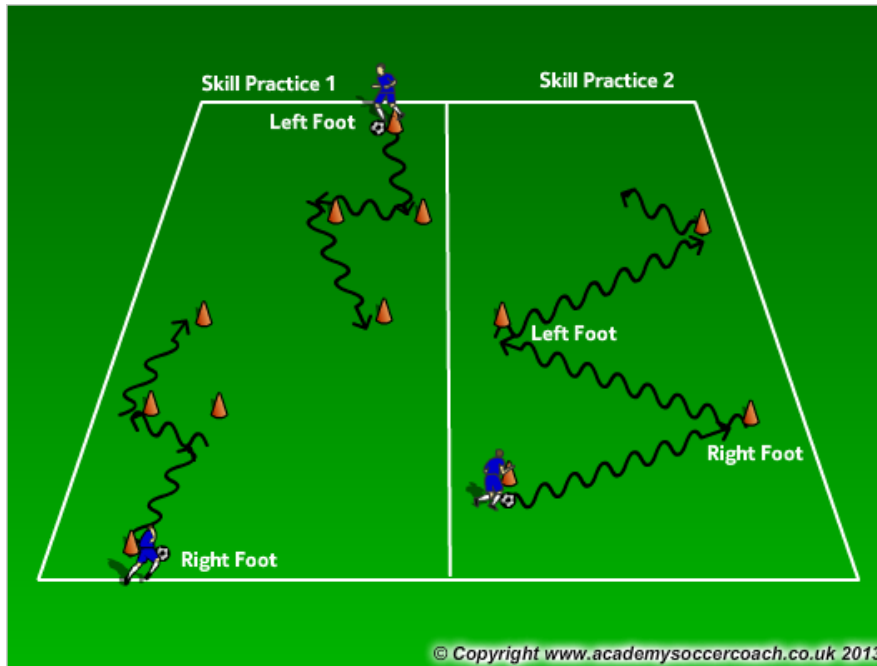 Skill Practice 1
Skill Practice 2
Left Foot
Left Foot
Right Foot
Right Foot
© Copyright www.academysoccercoach.co.uk 2013